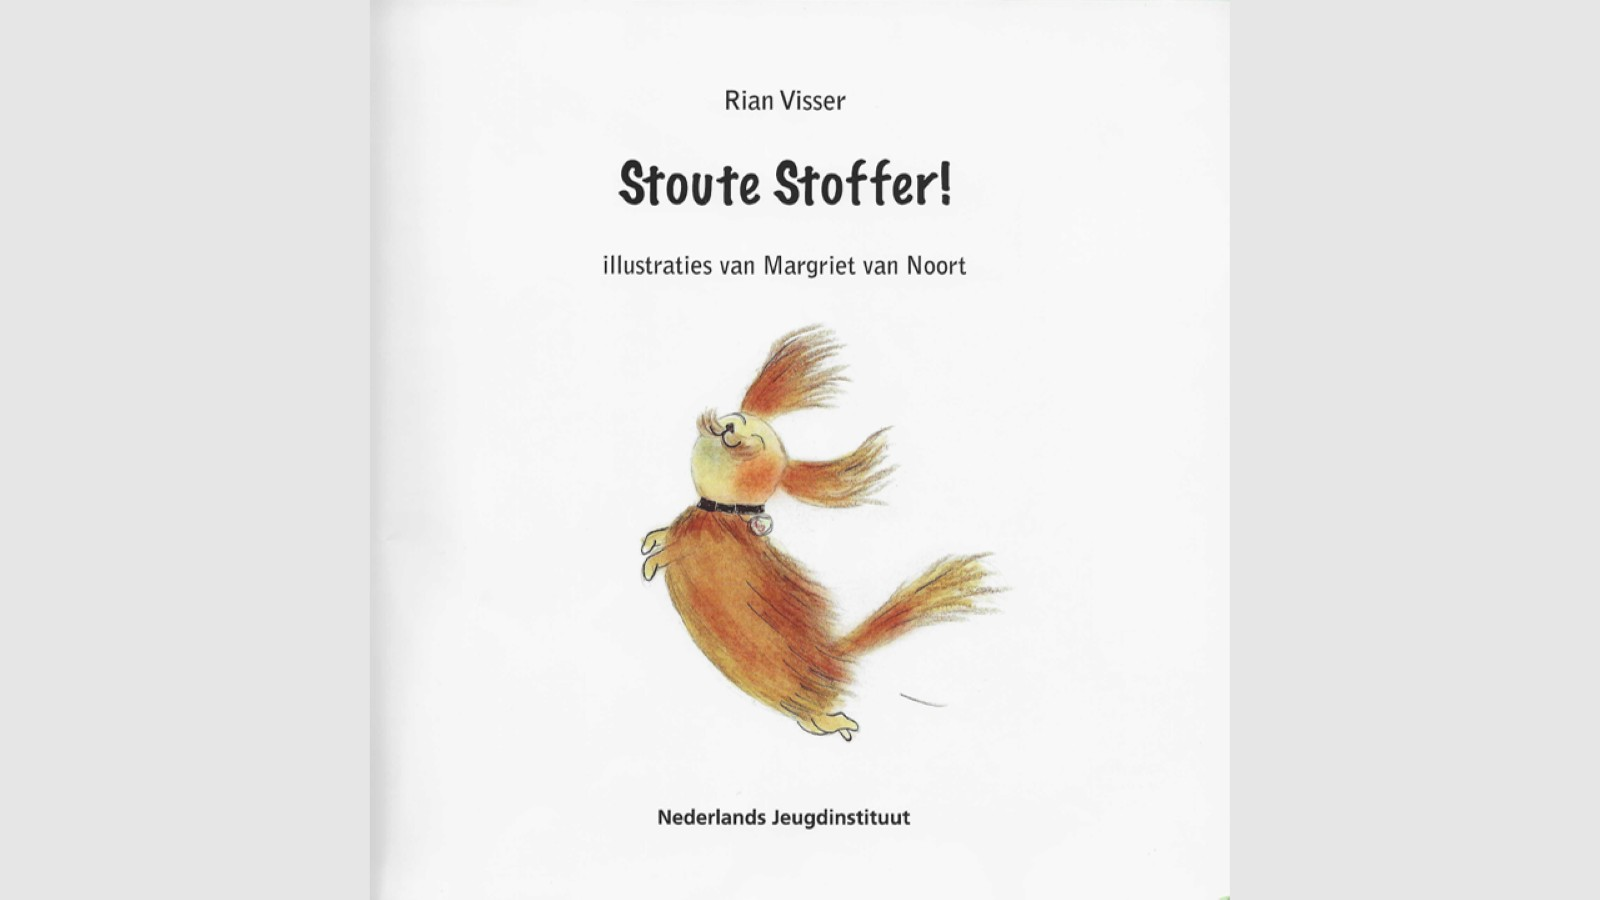 Rian Visser
Stoute Stoffer!
illustraties van Margriet van Noort
Nederlands Jeugdinstituut